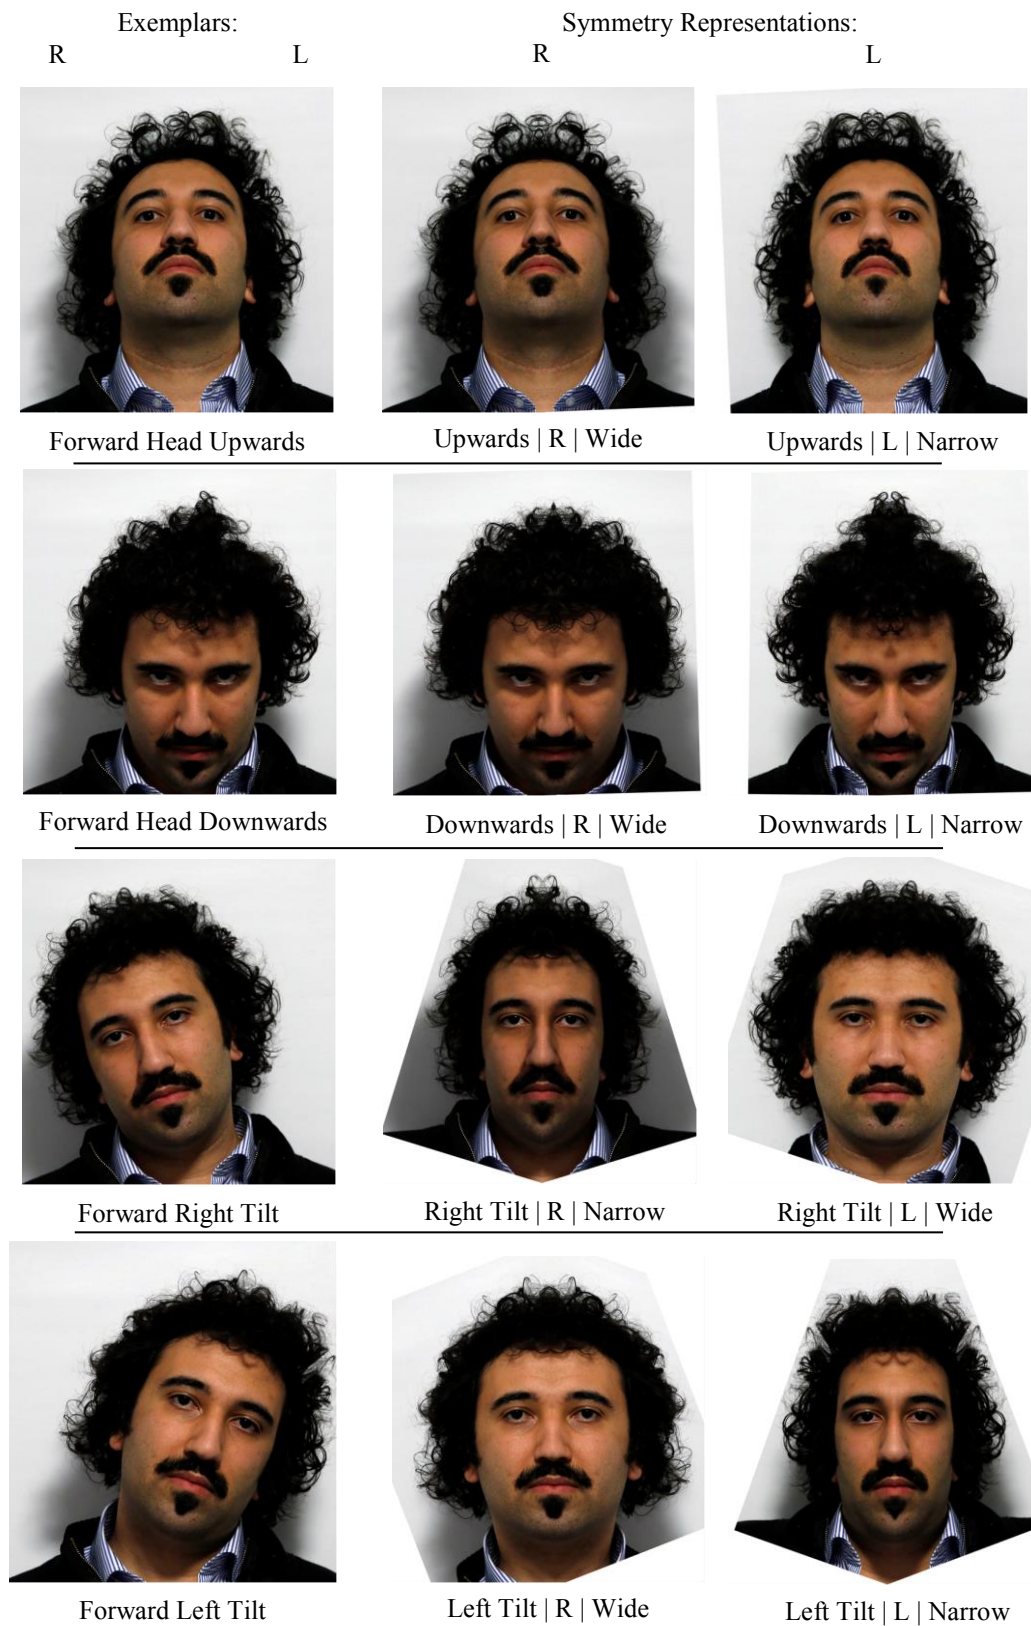 Exemplars:
Symmetry Representations:
R
L
R
L
Forward Head Upwards
Upwards | R | Wide
Upwards | L | Narrow
Forward Head Downwards
Downwards | R | Wide
Downwards | L | Narrow
Forward Right Tilt
Right Tilt | R | Narrow
Right Tilt | L | Wide
Forward Left Tilt
Left Tilt | R | Wide
Left Tilt | L | Narrow